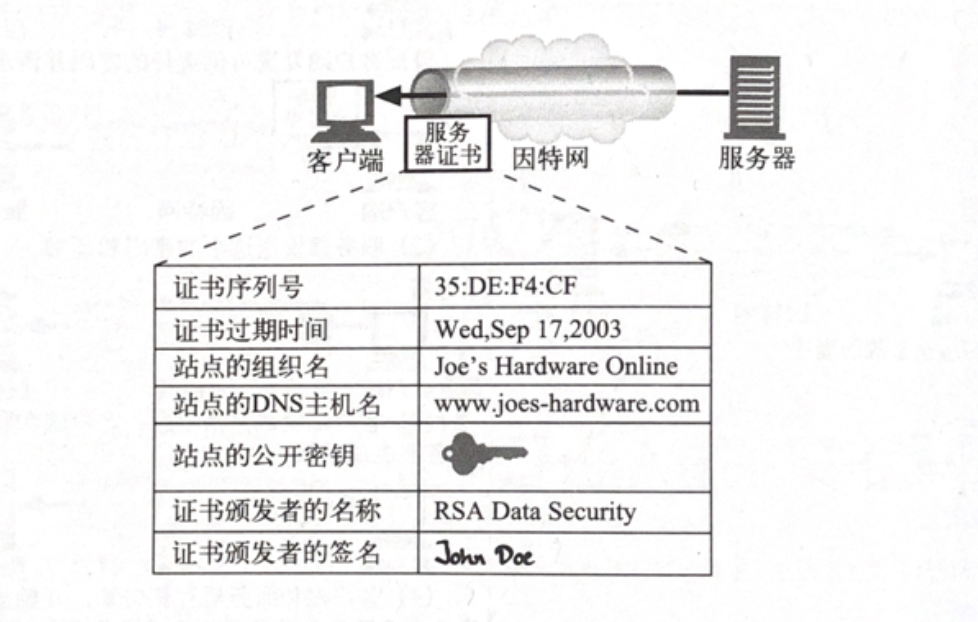 客户端
服务
器证书
因特网
服务器
证书序列号 35:DE:F4:CF
证书过期时间 Wed,Sep 17,2003
站点的组织名 Joe's Hardware Online
站点的DNS主机名 www.joes-hardware.com
站点的公开密钥
证书颁发者的名称 RSA Data Security
证书颁发者的签名 John Doe